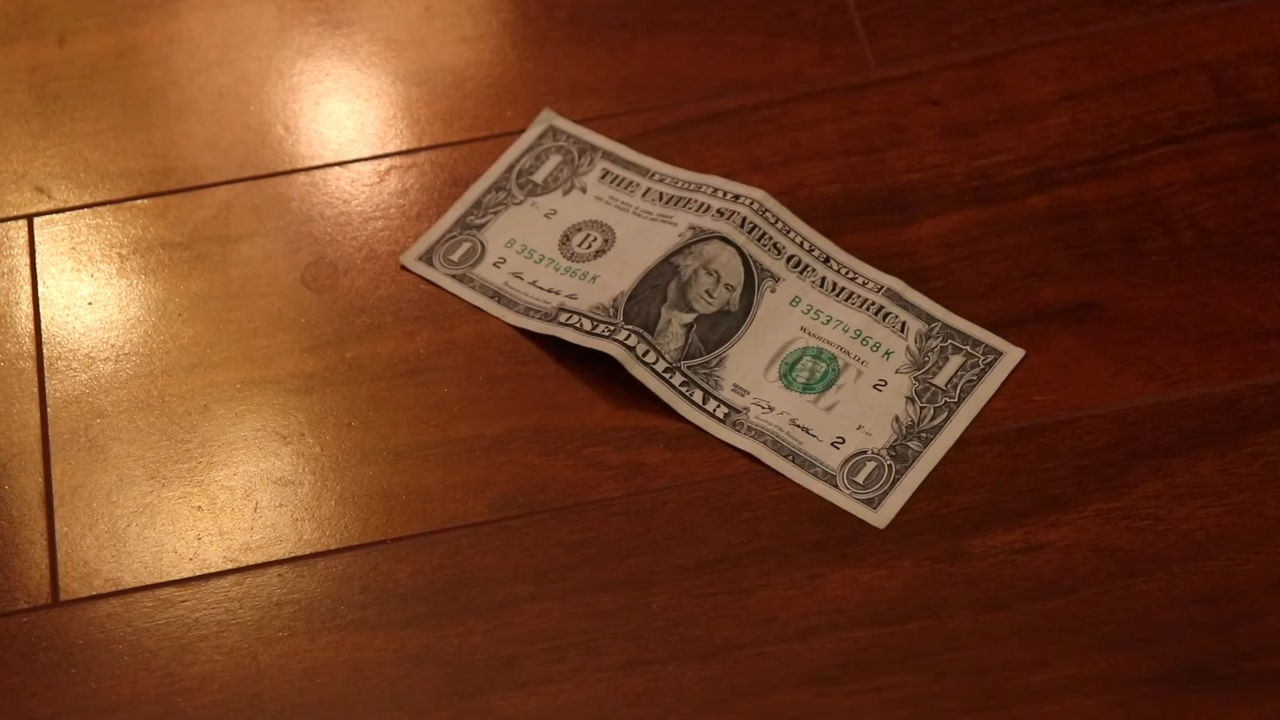 FEDERAL RESERVE NOTE
THE UNITED STATES OF AMERICA
1
1
2
B
B 35374968 K
2
1
B 35374968 K
WASHINGTON, D.C.
2
2
1
ONE DOLLAR